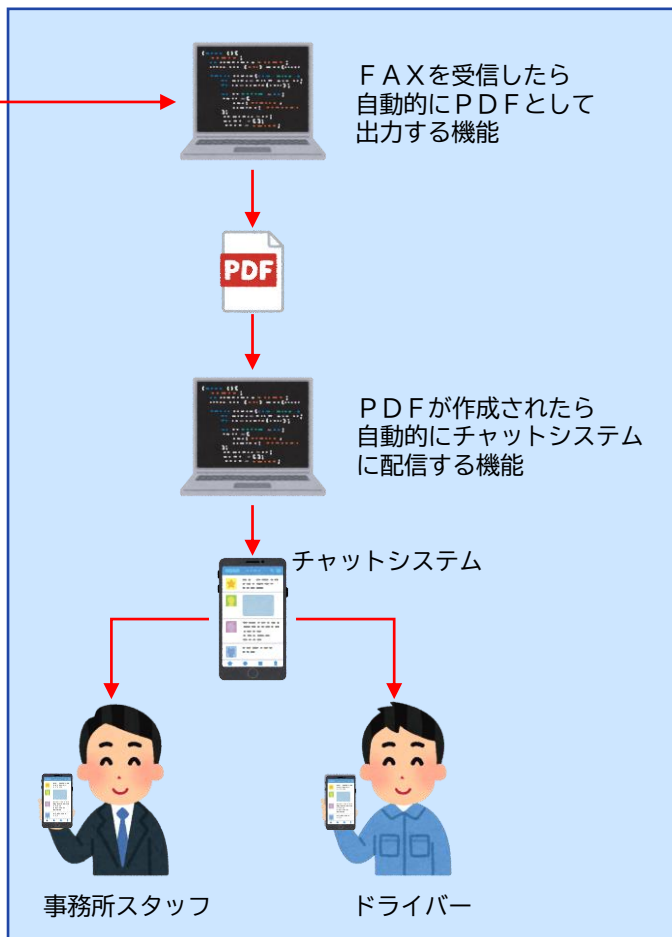 ＦＡＸを受信したら
自動的にＰＤＦとして
出力する機能
PDF
ＰＤＦが作成されたら
自動的にチャットシステム
に配信する機能
チャットシステム
事務所スタッフ
ドライバー